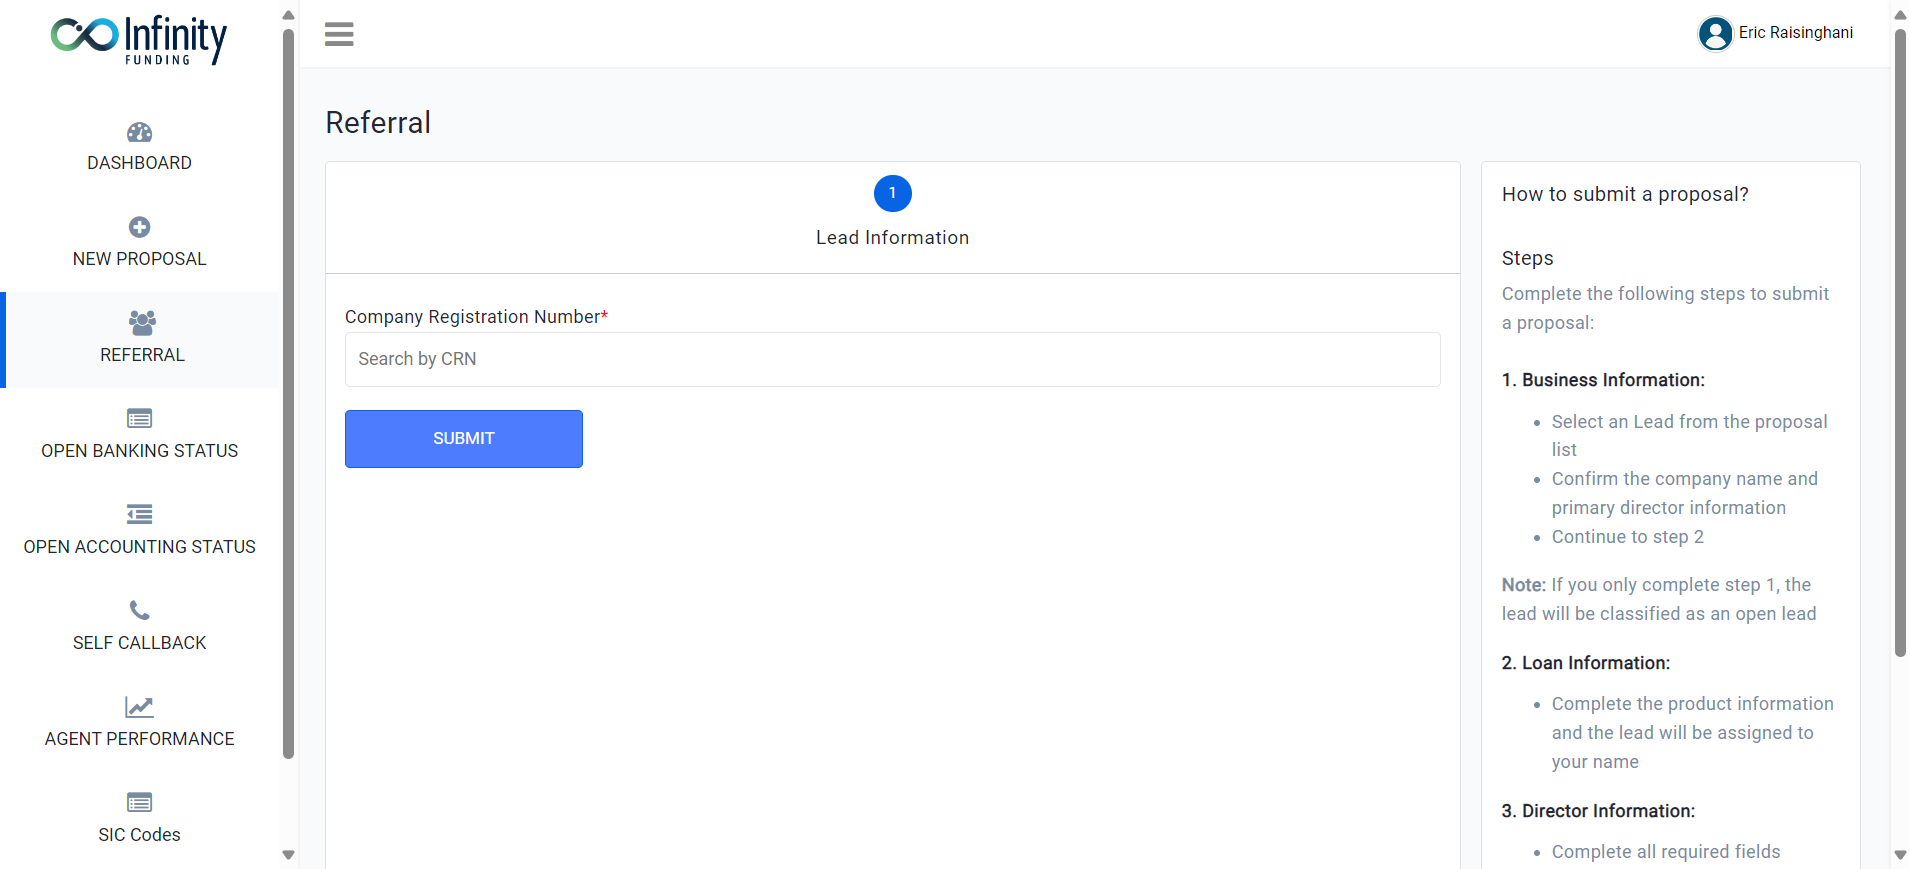 Infinity
FUNDING
DASHBOARD
NEW PROPOSAL
REFERRAL
OPEN BANKING STATUS
OPEN ACCOUNTING STATUS
SELF CALLBACK
AGENT PERFORMANCE
SIC Codes
Eric Raisinghani
Referral
1
Lead Information
Company Registration Number*
Search by CRN
SUBMIT
How to submit a proposal?
Steps
Complete the following steps to submit
a proposal:
1. Business Information:
• Select an Lead from the proposal
list
• Confirm the company name and
primary director information
• Continue to step 2
Note: If you only complete step 1, the
lead will be classified as an open lead
2. Loan Information:
• Complete the product information
and the lead will be assigned to
your name
3. Director Information:
• Complete all required fields